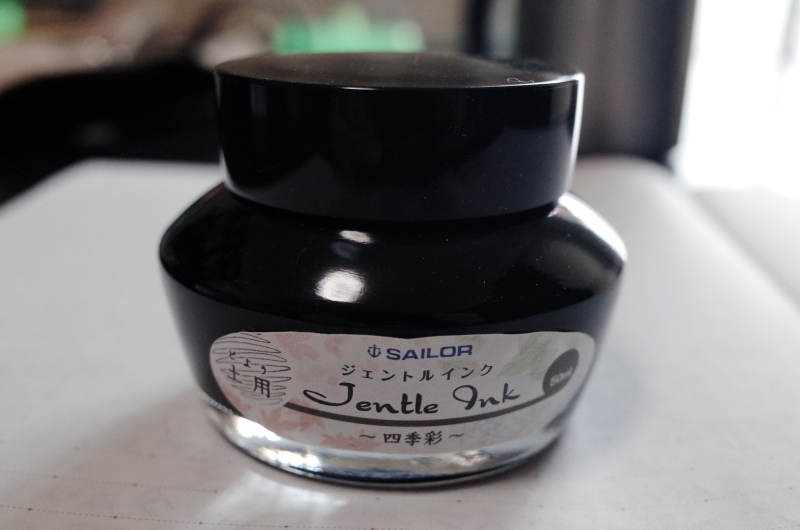 SAILOR
ジェントルインク
Jentle Ink
50ml
～四季彩～
どよう
土用